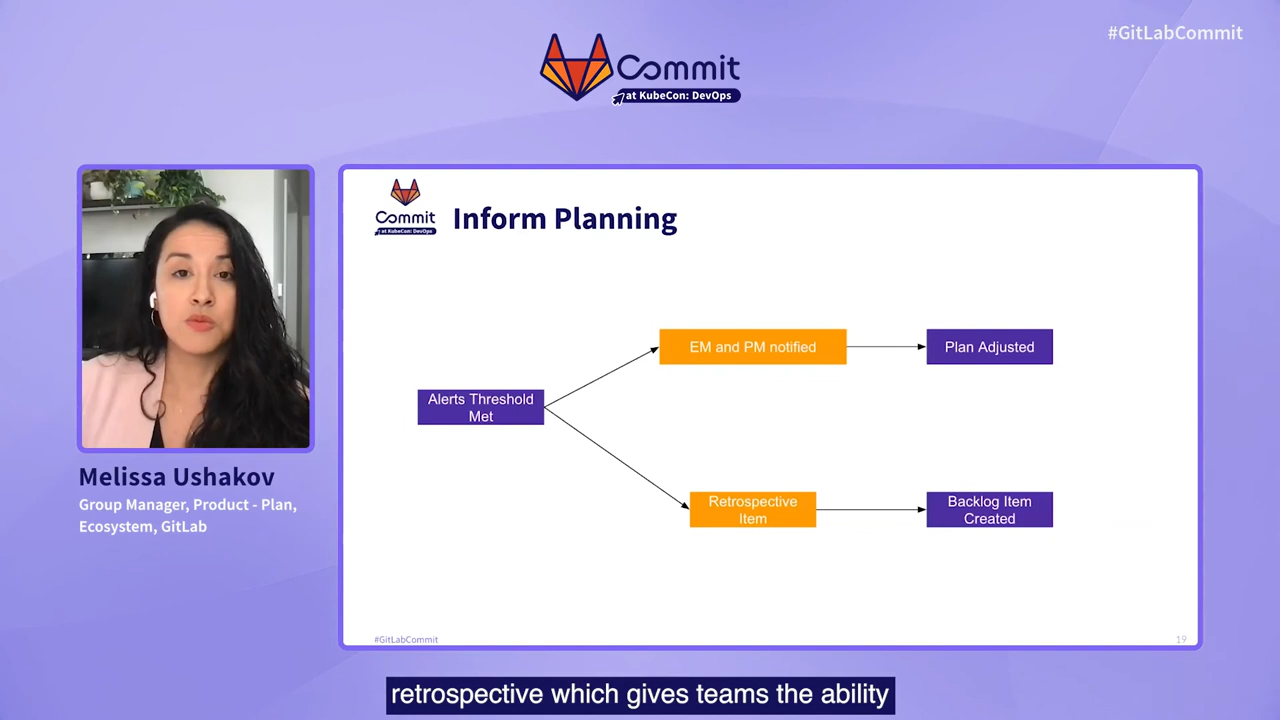 #GitLabCommit
Commit
at KubeCon: DevOps
Commit
at KubeCon: DevOps
Inform Planning
EM and PM notified
Plan Adjusted
Alerts Threshold
Met
Retrospective
Item
Backlog Item
Created
#GitLabCommit
19
Melissa Ushakov
Group Manager, Product - Plan,
Ecosystem, GitLab
retrospective which gives teams the ability